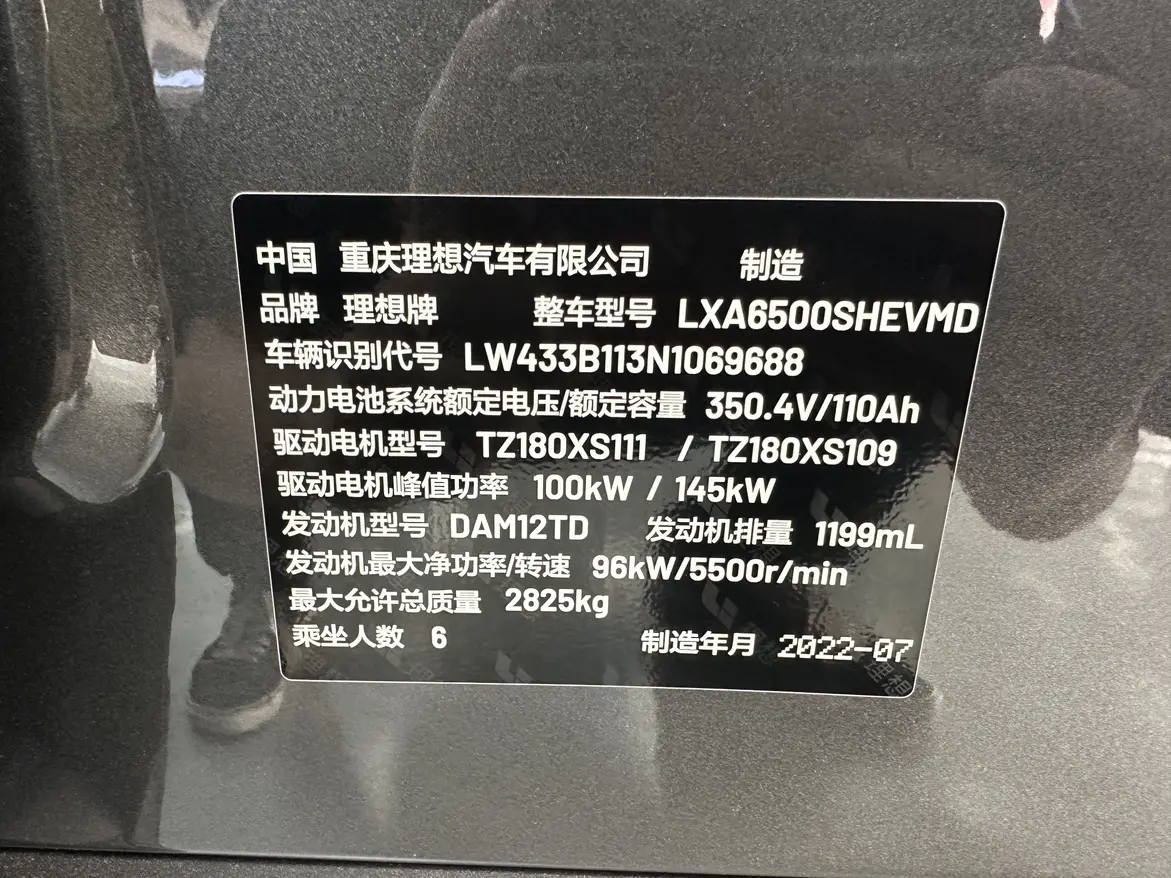 中国 重庆理想汽车有限公司 制造
品牌 理想牌 整车型号 LXA6500SHEVMD
车辆识别代号 LW433B113N1069688
动力电池系统额定电压/额定容量 350.4V/110Ah
驱动电机型号 TZ180XS111 / TZ180XS109
驱动电机峰值功率 100kW / 145kW
发动机型号 DAM12TD 发动机排量 1199mL
发动机最大净功率/转速 96kW/5500r/min
最大允许总质量 2825kg
乘坐人数 6 制造年月 2022-07